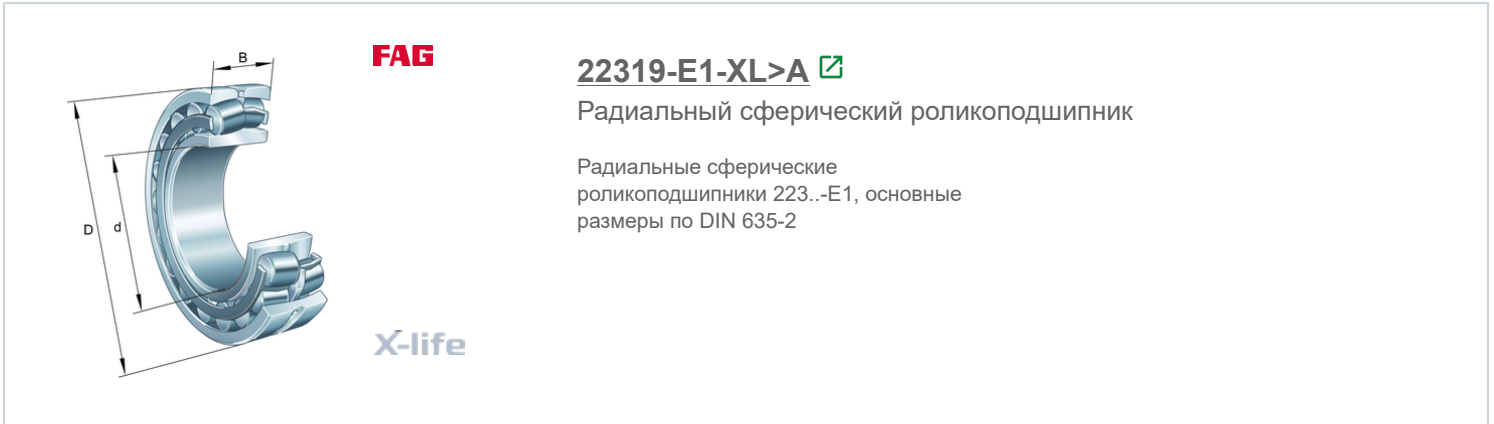 B
D
d
FAG
X-life
22319-E1-XL>A
Радиальный сферический роликоподшипник
Радиальные сферические
роликоподшипники 223..-E1, основные
размеры по DIN 635-2